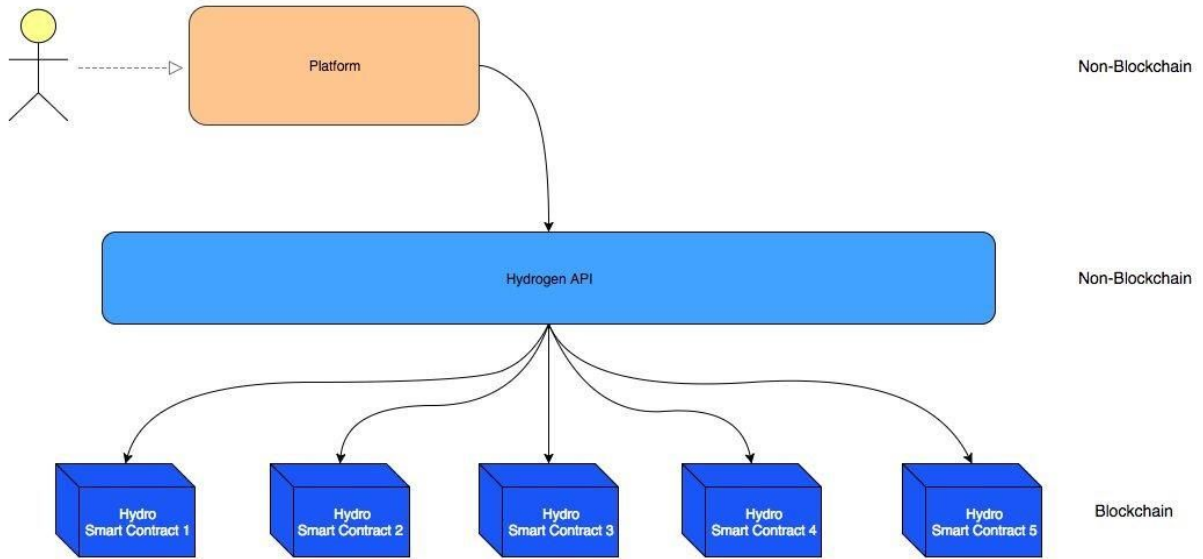 Platform
Non-Blockchain
Hydrogen API
Non-Blockchain
Hydro
Smart Contract 1
Hydro
Smart Contract 2
Hydro
Smart Contract 3
Hydro
Smart Contract 4
Hydro
Smart Contract 5
Blockchain